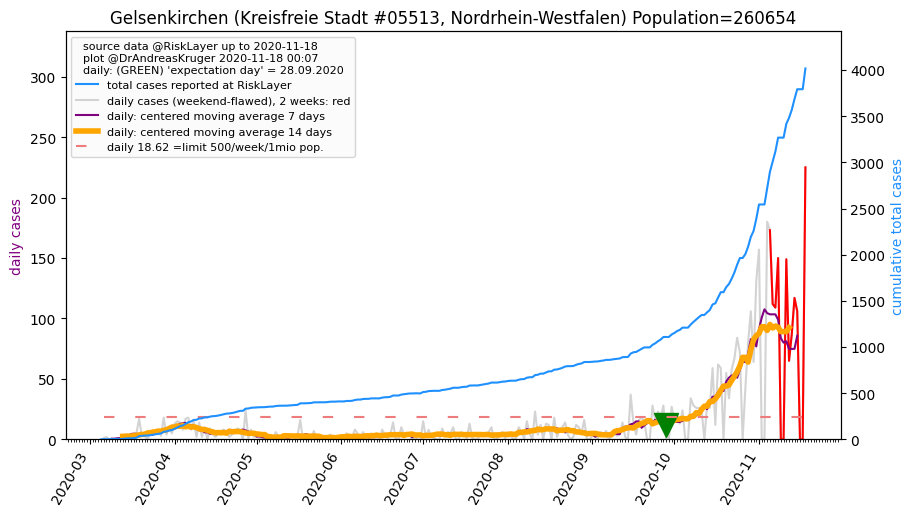 Gelsenkirchen (Kreisfreie Stadt #05513, Nordrhein-Westfalen) Population=260654
source data @RiskLayer up to 2020-11-18
plot @DrAndreasKruger 2020-11-18 00:07
daily: (GREEN) 'expectation day' = 28.09.2020
total cases reported at RiskLayer
daily cases (weekend-flawed), 2 weeks: red
daily: centered moving average 7 days
daily: centered moving average 14 days
daily 18.62 =limit 500/week/1mio pop.
daily cases
300
250
200
150
100
50
0
cumulative total cases
4000
3500
3000
2500
2000
1500
1000
500
0
2020-03
2020-04
2020-05
2020-06
2020-07
2020-08
2020-09
2020-10
2020-11